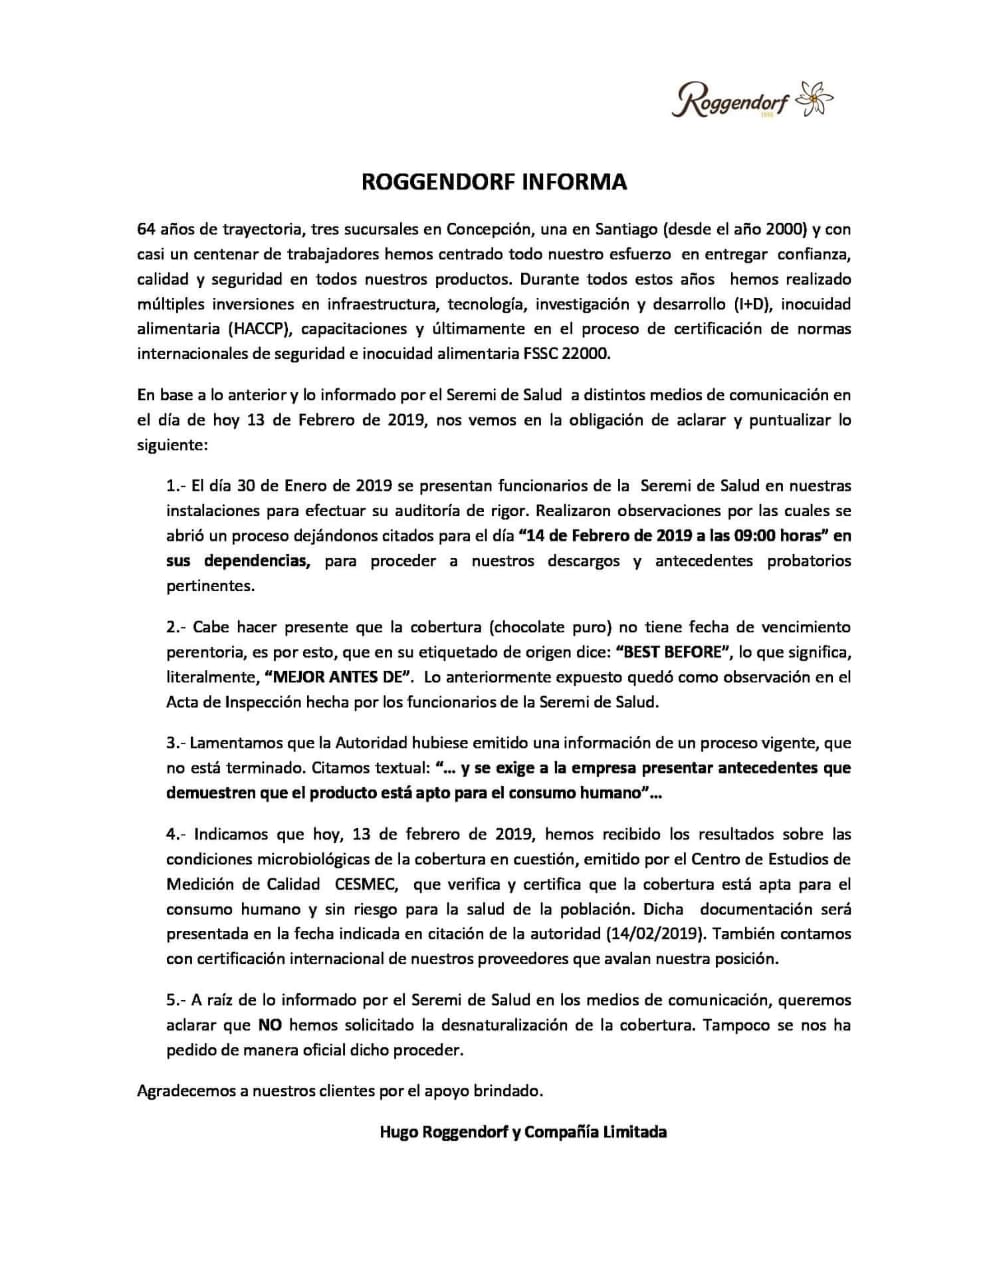 Roggendorf
ROGGENDORF INFORMA
64 años de trayectoria, tres sucursales en Concepción, una en Santiago (desde el año 2000) y con
casi un centenar de trabajadores hemos centrado todo nuestro esfuerzo en entregar confianza,
calidad y seguridad en todos nuestros productos. Durante todos estos años hemos realizado
múltiples inversiones en infraestructura, tecnología, investigación y desarrollo (I+D), inocuidad
alimentaria (HACCP), capacitaciones y últimamente en el proceso de certificación de normas
internacionales de seguridad e inocuidad alimentaria FSSC 22000.
En base a lo anterior y lo informado por el Seremi de Salud a distintos medios de comunicación en
el día de hoy 13 de Febrero de 2019, nos vemos en la obligación de aclarar y puntualizar lo
siguiente:
1.- El día 30 de Enero de 2019 se presentan funcionarios de la Seremi de Salud en nuestras
instalaciones para efectuar su auditoría de rigor. Realizaron observaciones por las cuales se
abrió un proceso dejándonos citados para el día “14 de Febrero de 2019 a las 09:00 horas” en
sus dependencias, para proceder a nuestros descargos y antecedentes probatorios
pertinentes.
2.- Cabe hacer presente que la cobertura (chocolate puro) no tiene fecha de vencimiento
perentoria, es por esto, que en su etiquetado de origen dice: “BEST BEFORE”, lo que significa,
literalmente, “MEJOR ANTES DE”. Lo anteriormente expuesto quedó como observación en el
Acta de Inspección hecha por los funcionarios de la Seremi de Salud.
3.- Lamentamos que la Autoridad hubiese emitido una información de un proceso vigente, que
no está terminado. Citamos textual: “... y se exige a la empresa presentar antecedentes que
demuestren que el producto está apto para el consumo humano”...
4.- Indicamos que hoy, 13 de febrero de 2019, hemos recibido los resultados sobre las
condiciones microbiológicas de la cobertura en cuestión, emitido por el Centro de Estudios de
Medición de Calidad CESMEC, que verifica y certifica que la cobertura está apta para el
consumo humano y sin riesgo para la salud de la población. Dicha documentación será
presentada en la fecha indicada en citación de la autoridad (14/02/2019). También contamos
con certificación internacional de nuestros proveedores que avalan nuestra posición.
5.- A raíz de lo informado por el Seremi de Salud en los medios de comunicación, queremos
aclarar que NO hemos solicitado la desnaturalización de la cobertura. Tampoco se nos ha
pedido de manera oficial dicho proceder.
Agradecemos a nuestros clientes por el apoyo brindado.
Hugo Roggendorf y Compañía Limitada